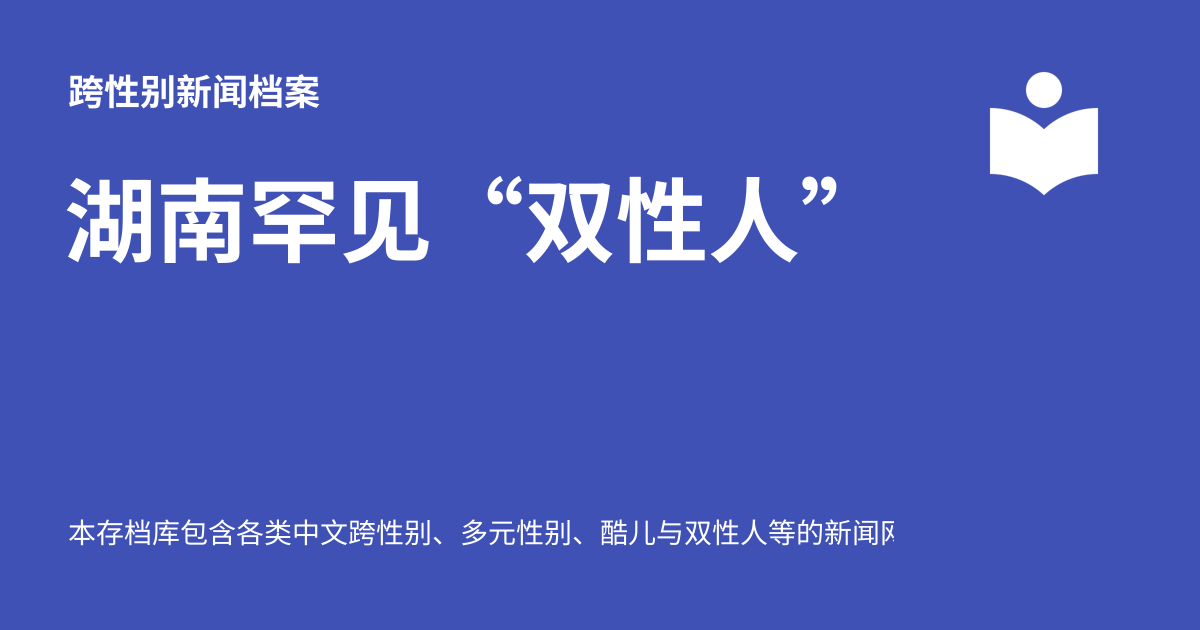 跨性别新闻档案
湖南罕见“双性人”
本存档库包含各类中文跨性别、多元性别、酷儿与双性人等的新闻